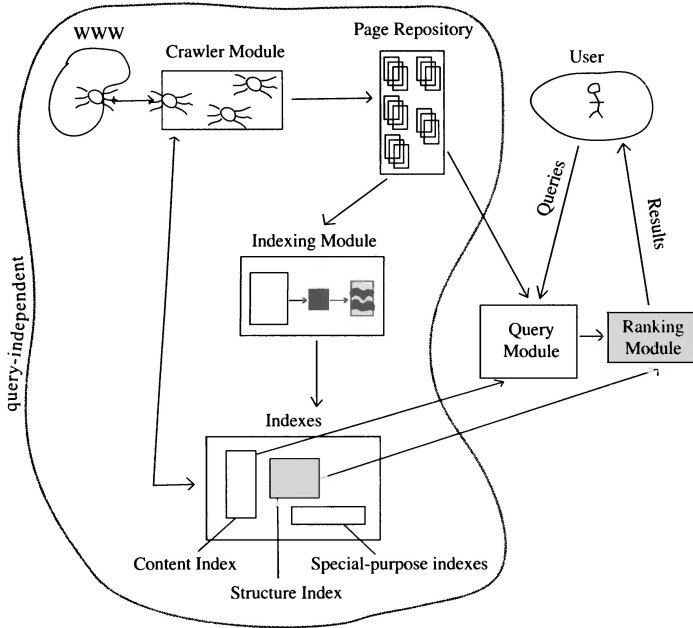 WWW
Crawler Module
Page Repository
User
Queries
Results
Indexing Module
query-independent
Query
Module
Ranking
Module
Indexes
Content Index
Special-purpose indexes
Structure Index